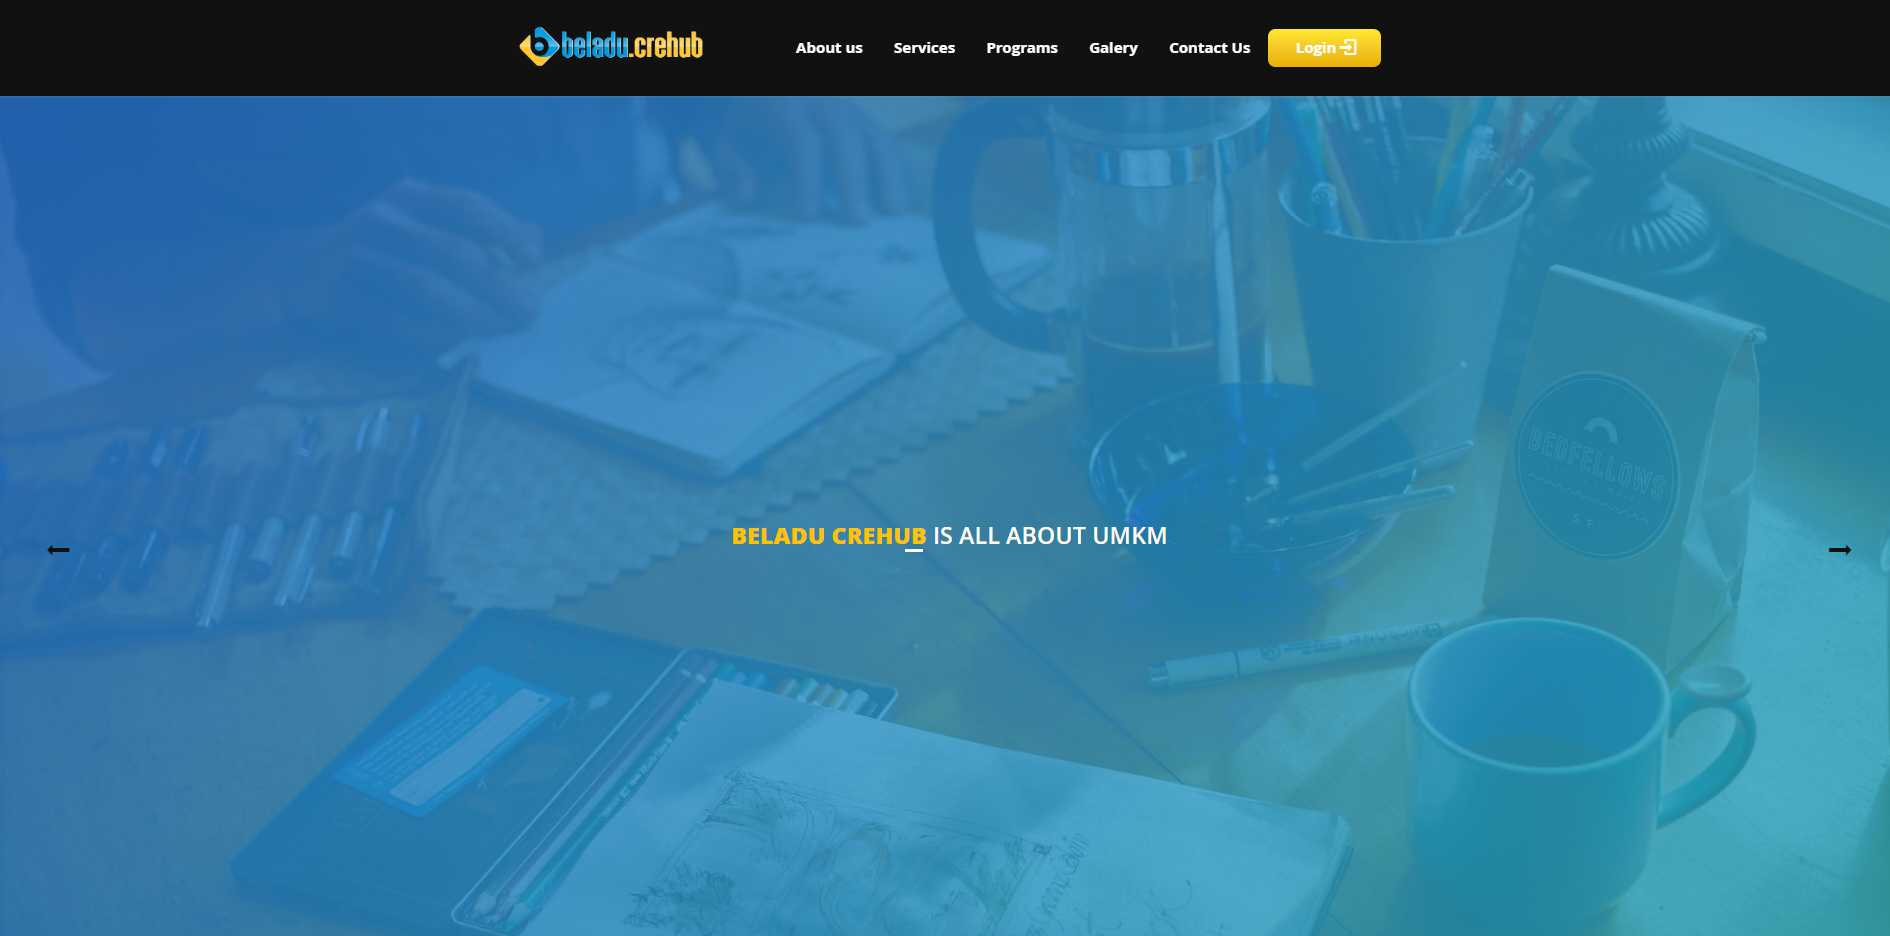 beladu.crehub
About us
Services
Programs
Galery
Contact Us
Login
BELADU CREHUB IS ALL ABOUT UMKM
BEDFELLOWS
S F